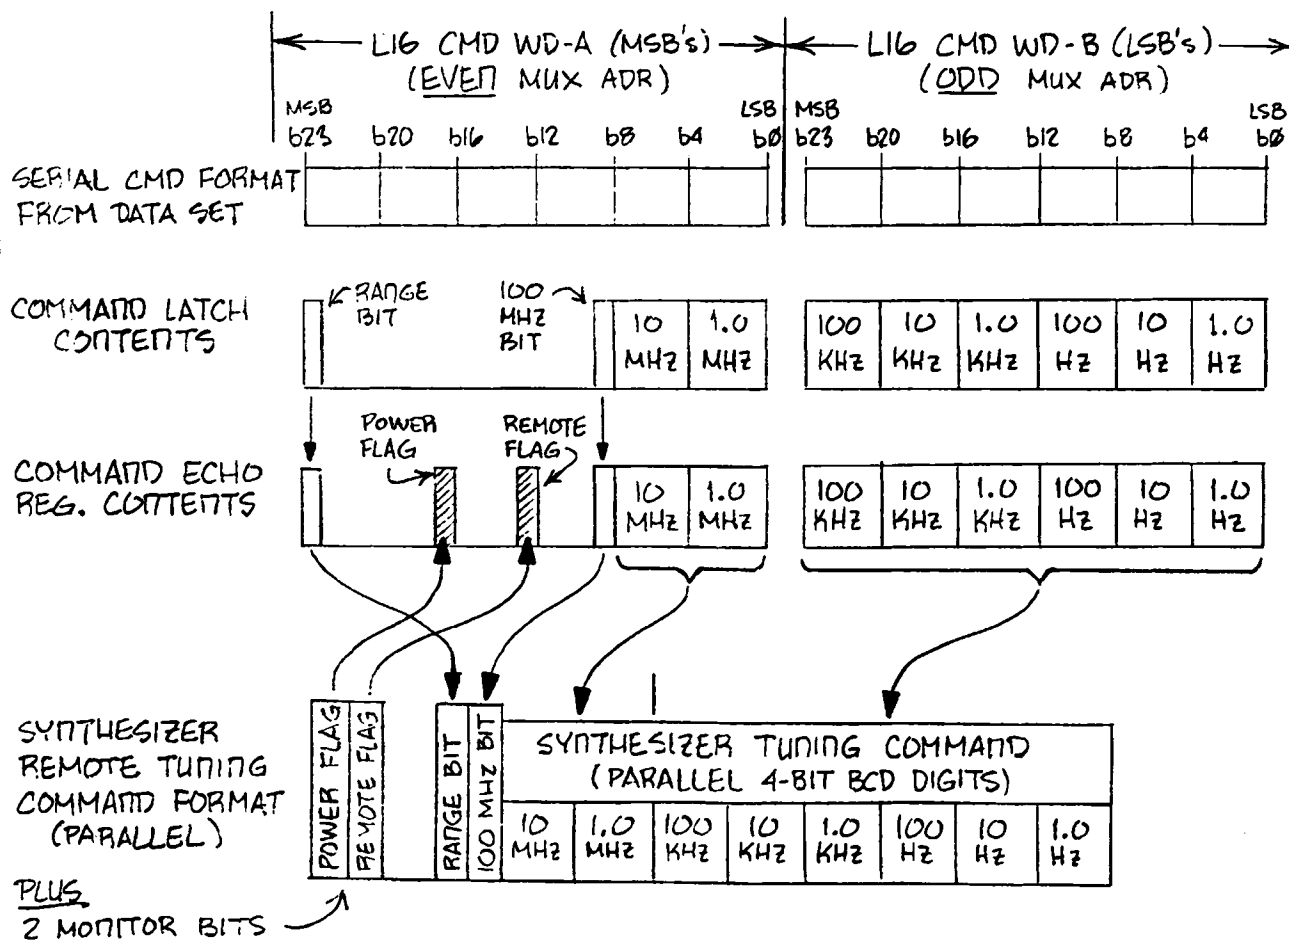 L16 CMD WD-A (MSB's)
(EVEN MUX ADR)
L16 CMD WD-B (LSB's)
(ODD MUX ADR)
MSB
LSB
MSB
LSB
b23 b20 b16 b12 b8 b4 bØ
b23 b20 b16 b12 b8 b4 bØ
SERIAL CMD FORMAT
FROM DATA SET
COMMAND LATCH
CONTENTS
RANGE
BIT
100
MHZ
BIT
10
MHZ
1.0
MHZ
100
KHZ
10
KHZ
1.0
KHZ
100
HZ
10
HZ
1.0
HZ
POWER
FLAG
REMOTE
FLAG
COMMAND ECHO
REG. CONTENTS
10
MHZ
1.0
MHZ
100
KHZ
10
KHZ
1.0
KHZ
100
HZ
10
HZ
1.0
HZ
SYNTHESIZER
REMOTE TUNING
COMMAND FORMAT
(PARALLEL)
POWER FLAG
REMOTE FLAG
RANGE BIT
100 MHZ BIT
SYNTHESIZER TUNING COMMAND
(PARALLEL 4-BIT BCD DIGITS)
10
MHZ
1.0
MHZ
100
KHZ
10
KHZ
1.0
KHZ
100
HZ
10
HZ
1.0
HZ
PLUS
2 MONITOR BITS